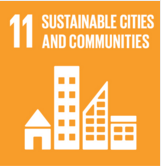 11 SUSTAINABLE CITIES
AND COMMUNITIES